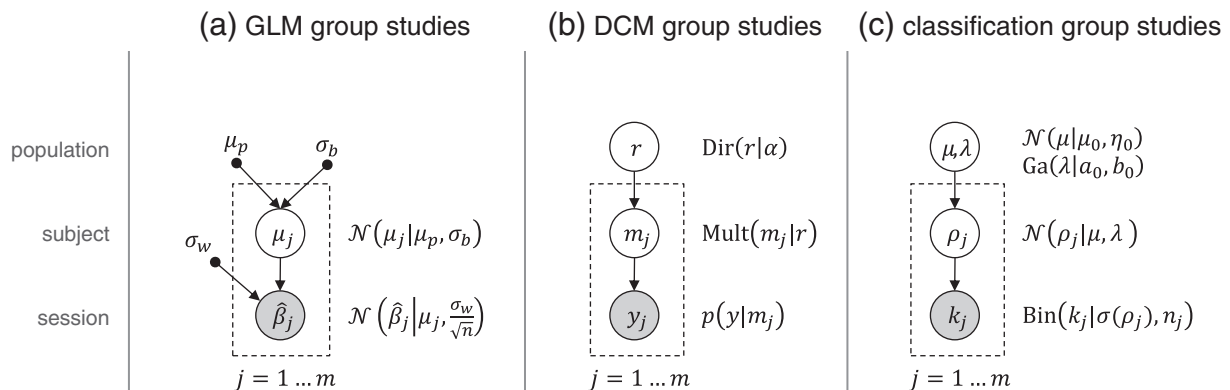 (a) GLM group studies
(b) DCM group studies
(c) classification group studies
population
subject
session
μ_p
σ_b
σ_w
μ_j
β̂_j
𝒩(μ_j|μ_p, σ_b)
𝒩(β̂_j|μ_j, σ_w/√n)
j = 1 … m
r
m_j
y_j
Dir(r|α)
Mult(m_j|r)
p(y|m_j)
j = 1 … m
μ,λ
ρ_j
k_j
𝒩(μ|μ_0, η_0)
Ga(λ|a_0, b_0)
𝒩(ρ_j|μ, λ)
Bin(k_j|σ(ρ_j), n_j)
j = 1 … m